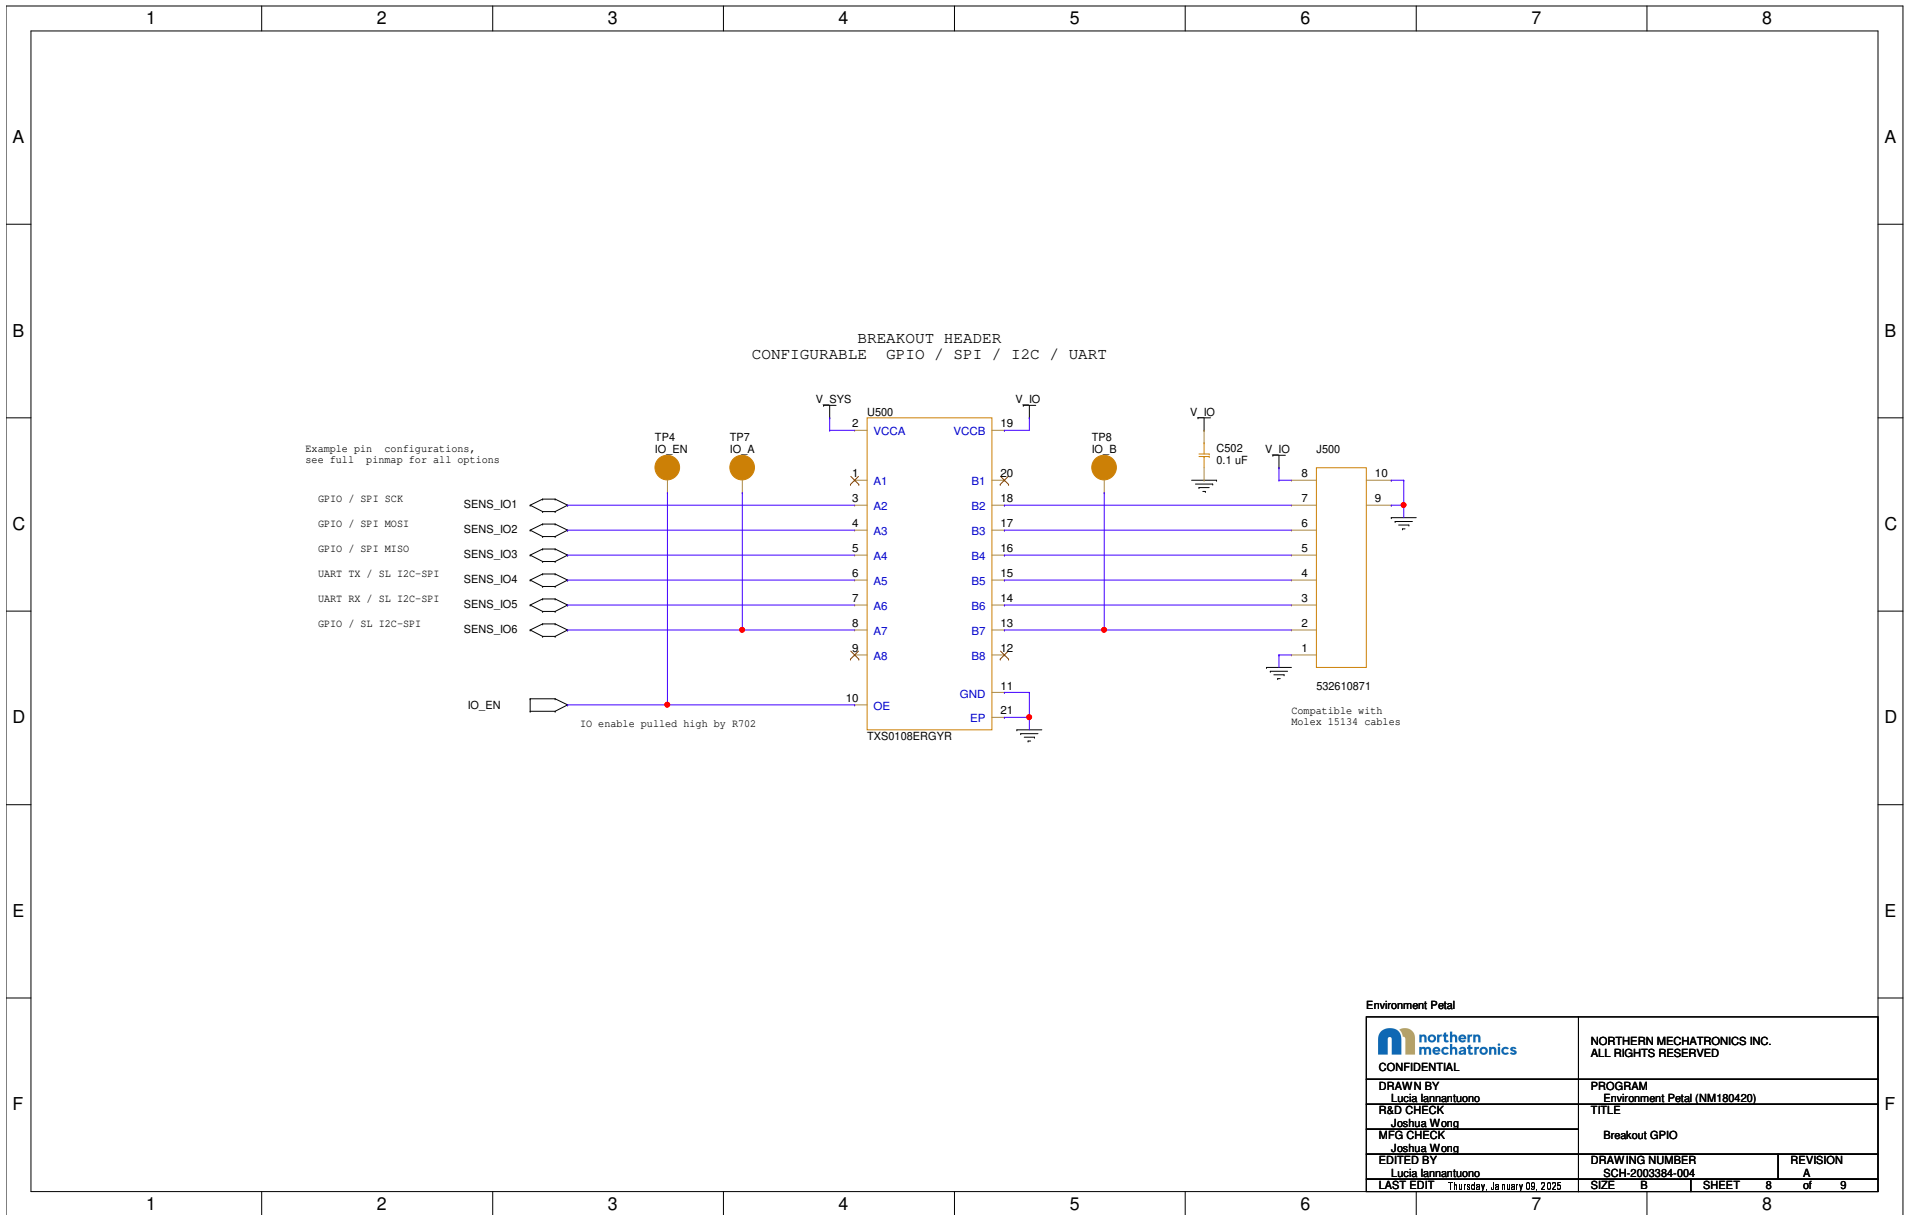 1 2 3 4 5 6 7 8
A A
B B
C C
D D
E E
F F
BREAKOUT HEADER
CONFIGURABLE GPIO / SPI / I2C / UART
Example pin configurations,
see full pinmap for all options
GPIO / SPI SCK
GPIO / SPI MOSI
GPIO / SPI MISO
UART TX / SL I2C-SPI
UART RX / SL I2C-SPI
GPIO / SL I2C-SPI
SENS_IO1
SENS_IO2
SENS_IO3
SENS_IO4
SENS_IO5
SENS_IO6
IO_EN
IO enable pulled high by R702
TP4
IO_EN
TP7
IO_A
V_SYS
U500
2 VCCA VCCB 19
1 A1 B1 20
3 A2 B2 18
4 A3 B3 17
5 A4 B4 16
6 A5 B5 15
7 A6 B6 14
8 A7 B7 13
9 A8 B8 12
GND 11
10 OE
EP 21
TXS0108ERGYR
V_IO
TP8
IO_B
V_IO
C502
0.1 uF
V_IO
J500
8 10
7 9
6
5
4
3
2
1
532610871
Compatible with
Molex 15134 cables
Environment Petal
northern
mechatronics
CONFIDENTIAL
NORTHERN MECHATRONICS INC.
ALL RIGHTS RESERVED
DRAWN BY
Lucia Iannantuono
PROGRAM
Environment Petal (NM180420)
R&D CHECK
Joshua Wong
TITLE
Breakout GPIO
MFG CHECK
Joshua Wong
EDITED BY
Lucia Iannantuono
DRAWING NUMBER
SCH-2003384-004
REVISION
A
LAST EDIT Thursday, January 09, 2025
SIZE B SHEET 8 of 9
1 2 3 4 5 6 7 8